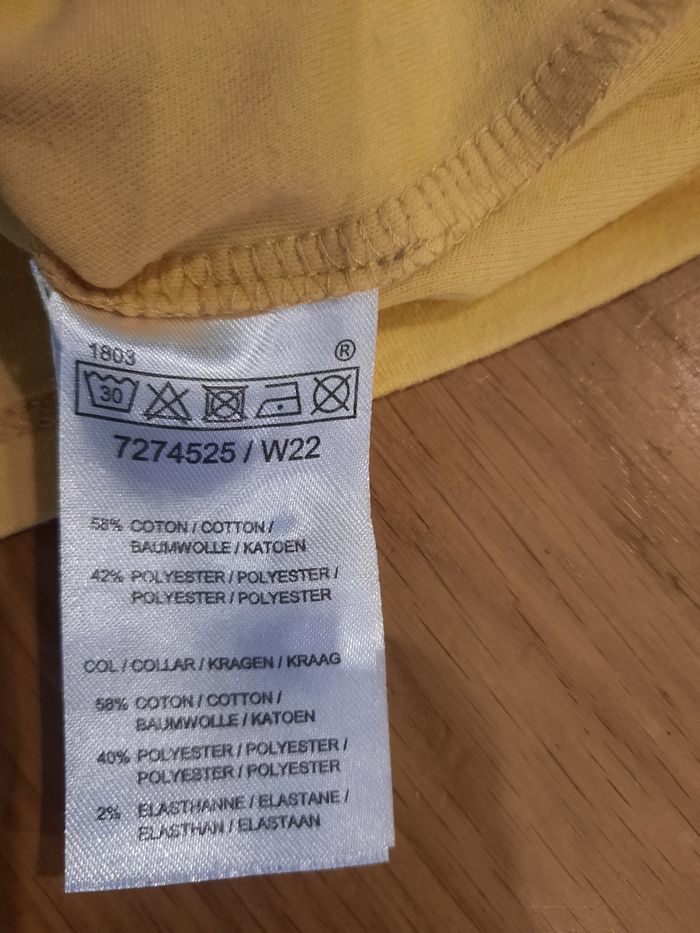 1803 ®
30
7274525 / W22
58% COTON / COTTON /
BAUMWOLLE / KATOEN
42% POLYESTER / POLYESTER /
POLYESTER / POLYESTER
COL / COLLAR / KRAGEN / KRAAG
58% COTON / COTTON /
BAUMWOLLE / KATOEN
40% POLYESTER / POLYESTER /
POLYESTER / POLYESTER
2% ELASTHANNE / ELASTANE /
ELASTHAN / ELASTAAN